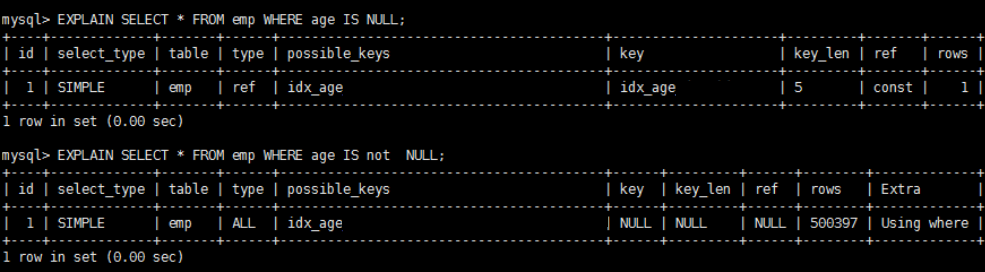 mysql> EXPLAIN SELECT * FROM emp WHERE age IS NULL;
+----+-------------+-------+------+---------------+---------+---------+-------+------+
| id | select_type | table | type | possible_keys | key | key_len | ref | rows |
+----+-------------+-------+------+---------------+---------+---------+-------+------+
| 1 | SIMPLE | emp | ref | idx_age | idx_age | 5 | const | 1 |
+----+-------------+-------+------+---------------+---------+---------+-------+------+
1 row in set (0.00 sec)
mysql> EXPLAIN SELECT * FROM emp WHERE age IS not  NULL;
+----+-------------+-------+------+---------------+------+---------+------+--------+-------------+
| id | select_type | table | type | possible_keys | key | key_len | ref | rows | Extra |
+----+-------------+-------+------+---------------+------+---------+------+--------+-------------+
| 1 | SIMPLE | emp | ALL | idx_age | NULL | NULL | NULL | 500397 | Using where |
+----+-------------+-------+------+---------------+------+---------+------+--------+-------------+
1 row in set (0.00 sec)